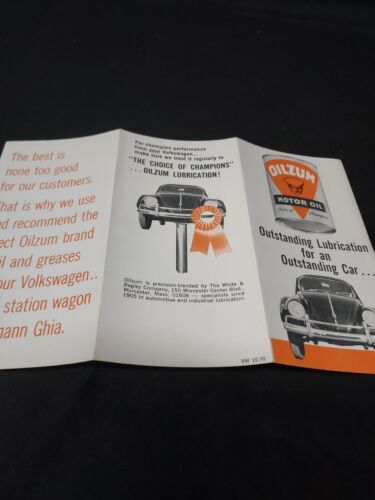 The best is
none too good
for our customers.
That is why we use
and recommend the
ect Oilzum brand
il and greases
our Volkswagen..
station wagon
mann Ghia.
For champion performance
from your Volkswagen ...
make sure we treat it regularly to
"THE CHOICE OF CHAMPIONS"
... OILZUM LUBRICATION!
CHAMP
Oilzum is precision-blended by The White &
Bagley Company, 150 Worcester Center Blvd.,
Worcester, Mass. 01608 — specialists since
1905 in automotive and industrial lubrication.
VW 10-70
OILZUM
MOTOR OIL
Choice of Champions
Outstanding Lubrication
for an
Outstanding Car ...